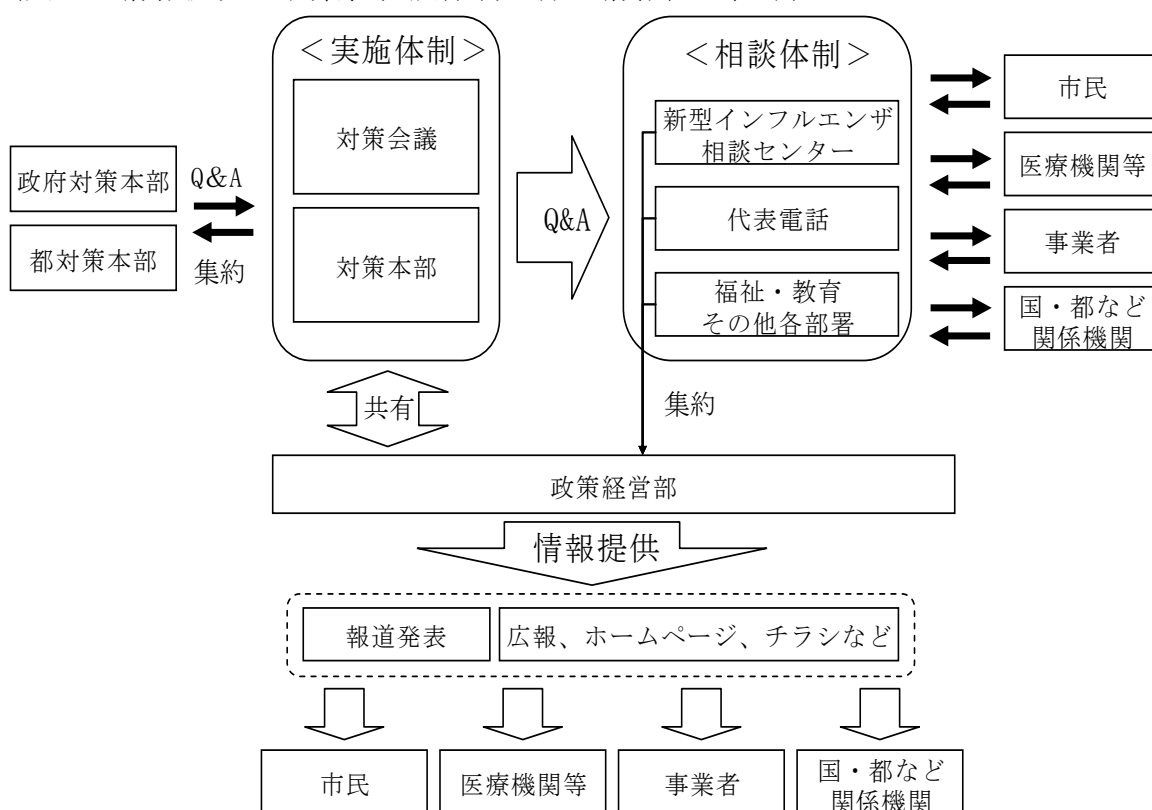 ＜実施体制＞
対策会議
対策本部
政府対策本部
都対策本部
Q&A
集約
Q&A
＜相談体制＞
新型インフルエンザ
相談センター
代表電話
福祉・教育
その他各部署
市民
医療機関等
事業者
国・都など
関係機関
共有
集約
政策経営部
情報提供
報道発表
広報、ホームページ、チラシなど
市民
医療機関等
事業者
国・都など
関係機関